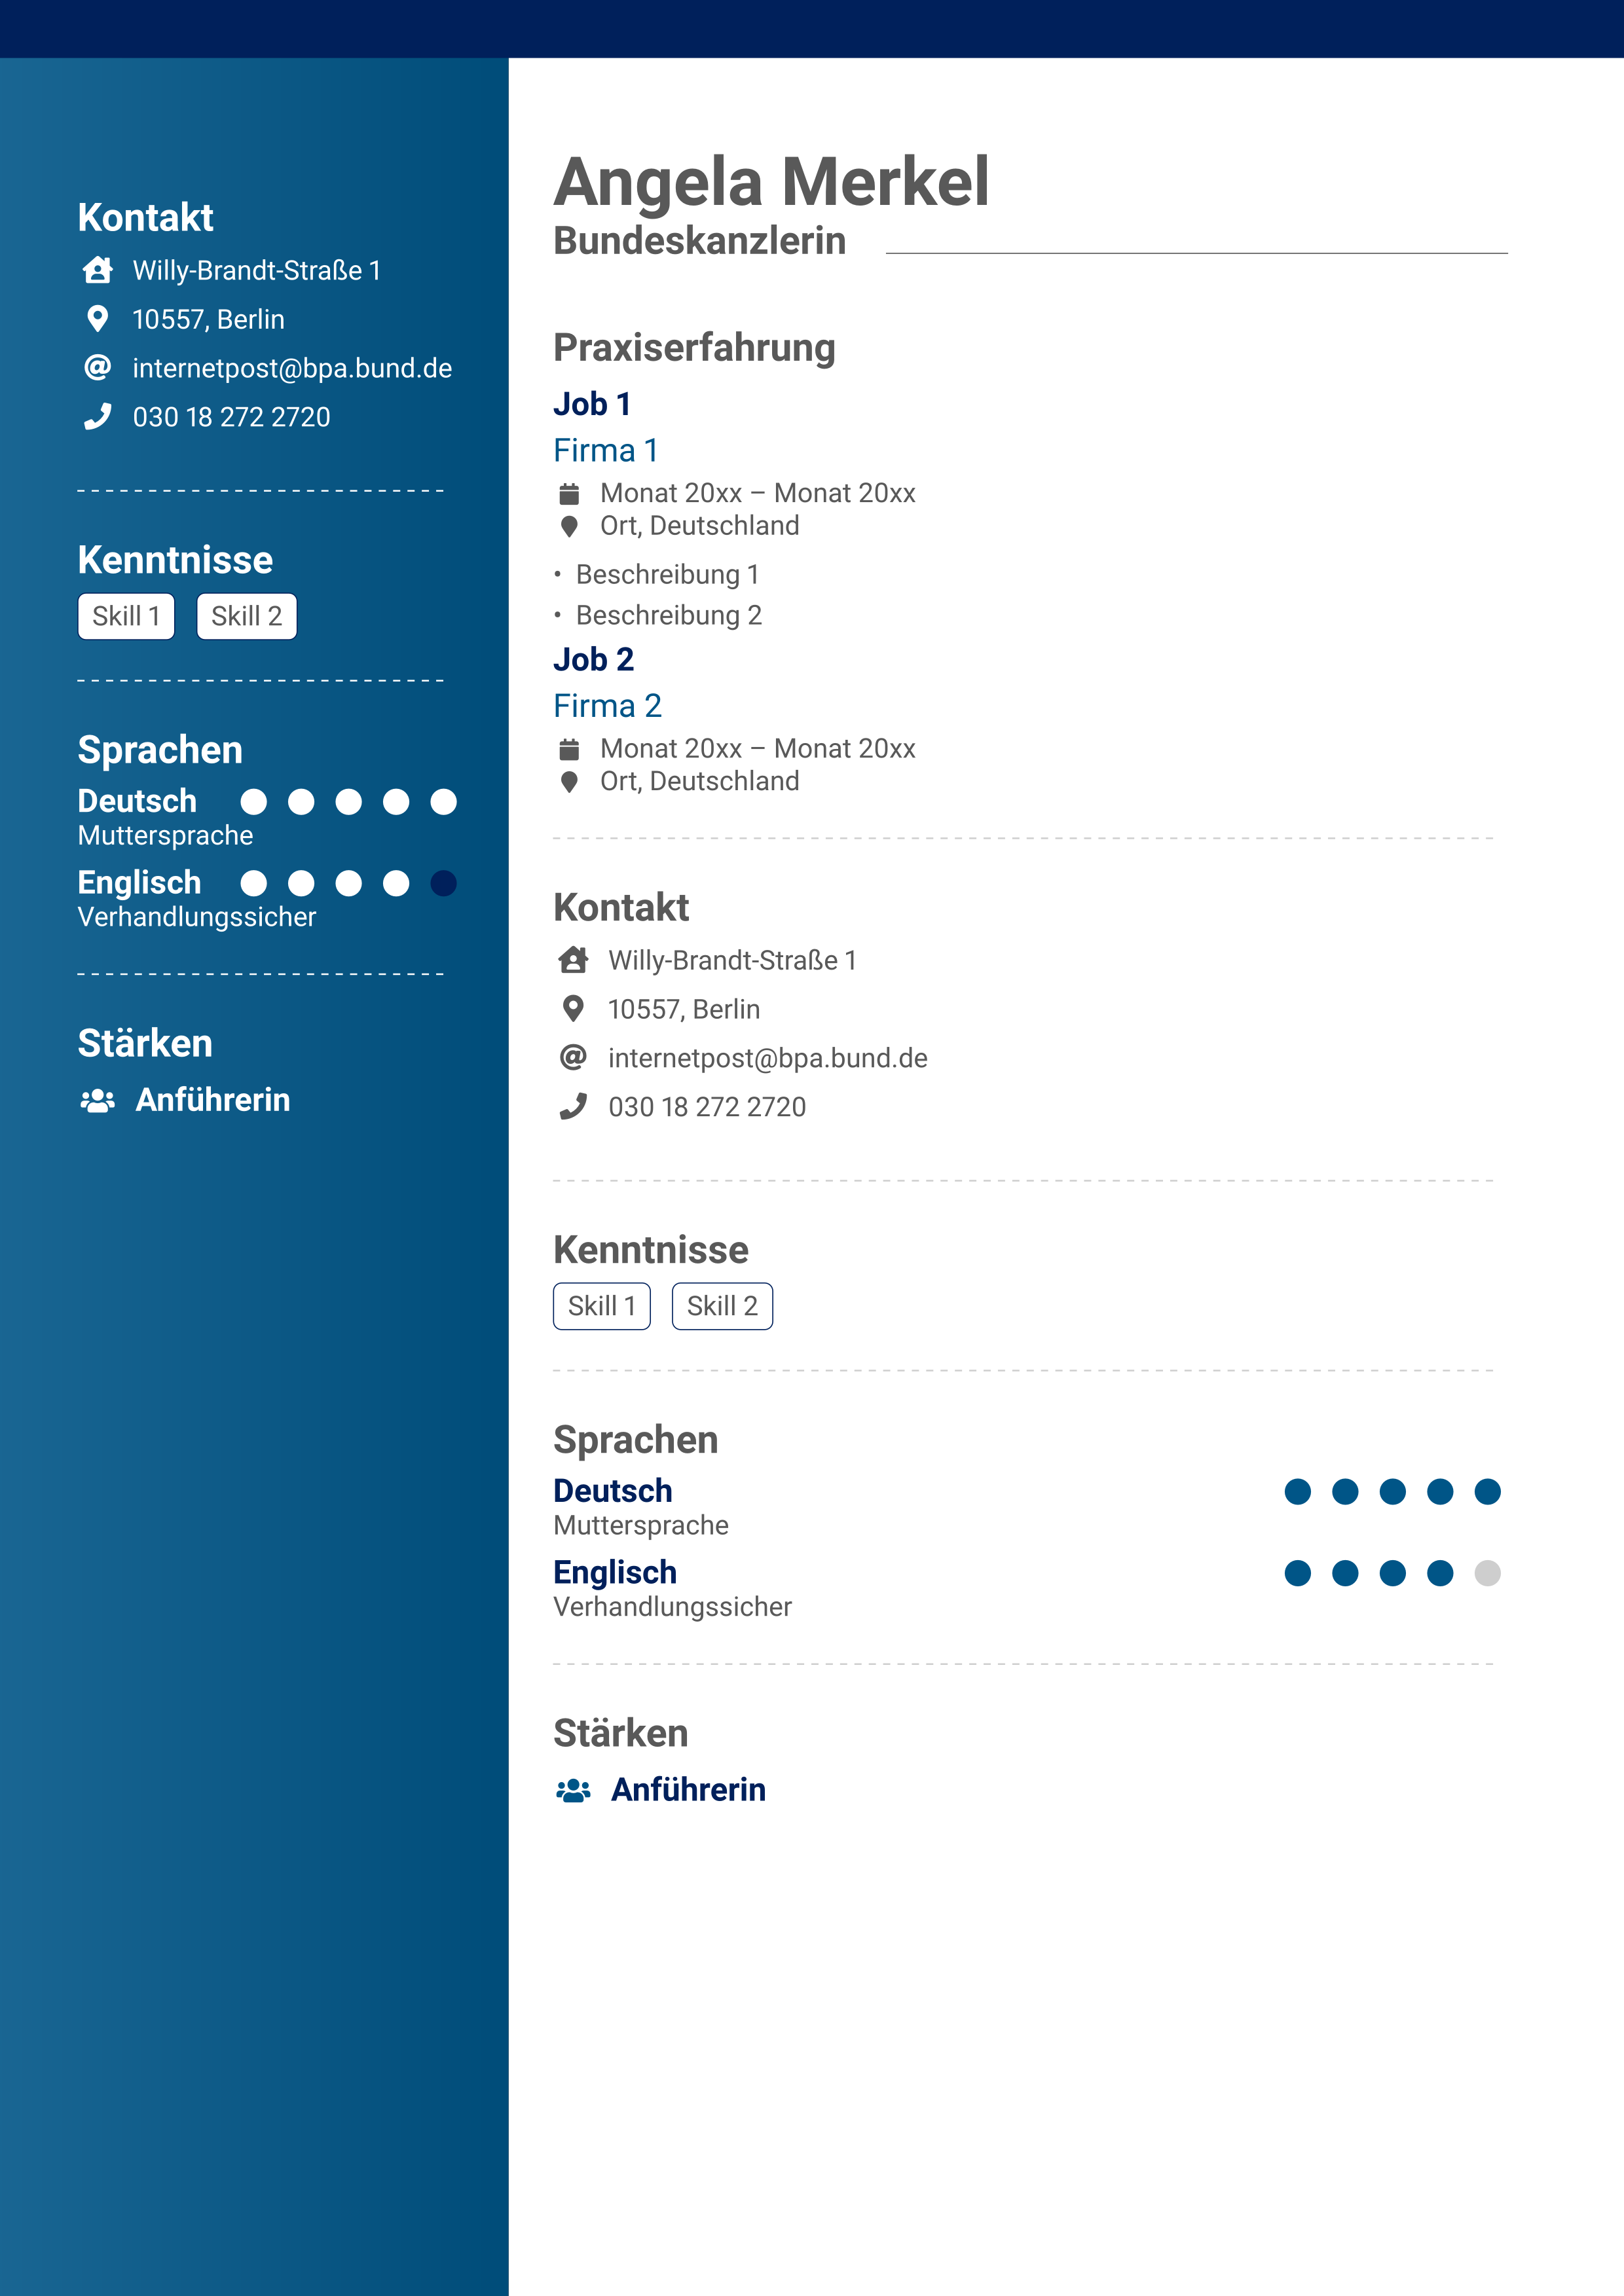 Kontakt
Willy-Brandt-Straße 1
10557, Berlin
internetpost@bpa.bund.de
030 18 272 2720
Kenntnisse
Skill 1 Skill 2
Sprachen
Deutsch
Muttersprache
Englisch
Verhandlungssicher
Stärken
Anführerin
Angela Merkel
Bundeskanzlerin
Praxiserfahrung
Job 1
Firma 1
Monat 20xx – Monat 20xx
Ort, Deutschland
• Beschreibung 1
• Beschreibung 2
Job 2
Firma 2
Monat 20xx – Monat 20xx
Ort, Deutschland
Kontakt
Willy-Brandt-Straße 1
10557, Berlin
internetpost@bpa.bund.de
030 18 272 2720
Kenntnisse
Skill 1 Skill 2
Sprachen
Deutsch
Muttersprache
Englisch
Verhandlungssicher
Stärken
Anführerin